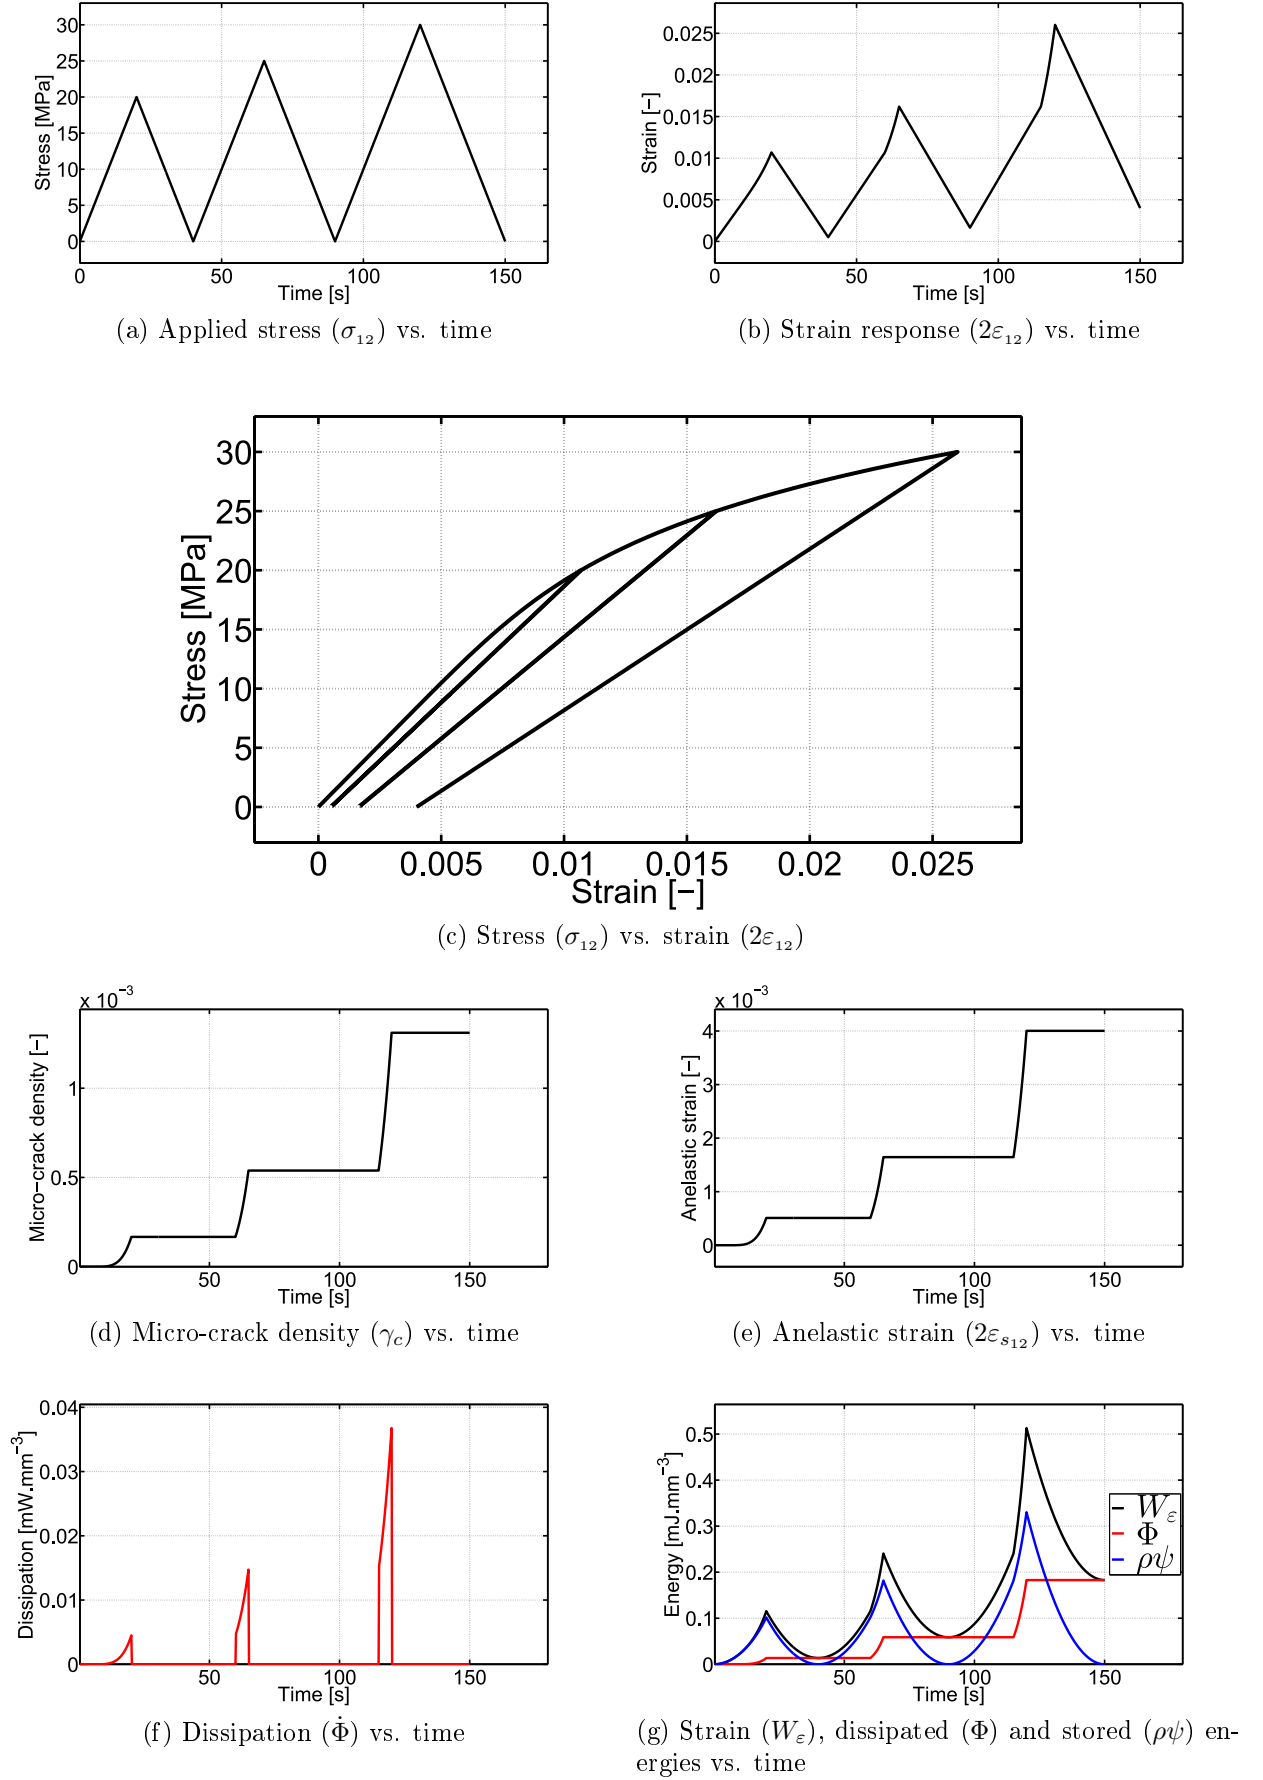 30
25
20
15
10
5
0
Stress [MPa]
0 50 100 150
Time [s]
(a) Applied stress (σ₁₂) vs. time
0.025
0.02
0.015
0.01
0.005
0
Strain [−]
0 50 100 150
Time [s]
(b) Strain response (2ε₁₂) vs. time
30
25
20
15
10
5
0
Stress [MPa]
0 0.005 0.01 0.015 0.02 0.025
Strain [−]
(c) Stress (σ₁₂) vs. strain (2ε₁₂)
x 10⁻³
1
0.5
0
Micro−crack density [−]
50 100 150
Time [s]
(d) Micro-crack density (γ_c) vs. time
x 10⁻³
4
3
2
1
0
Anelastic strain [−]
50 100 150
Time [s]
(e) Anelastic strain (2ε_{s₁₂}) vs. time
0.04
0.03
0.02
0.01
0
Dissipation [mW.mm⁻³]
50 100 150
Time [s]
(f) Dissipation (Φ̇) vs. time
0.5
0.4
0.3
0.2
0.1
0
Energy [mJ.mm⁻³]
W_ε
Φ
ρψ
50 100 150
Time [s]
(g) Strain (W_ε), dissipated (Φ) and stored (ρψ) en-
ergies vs. time